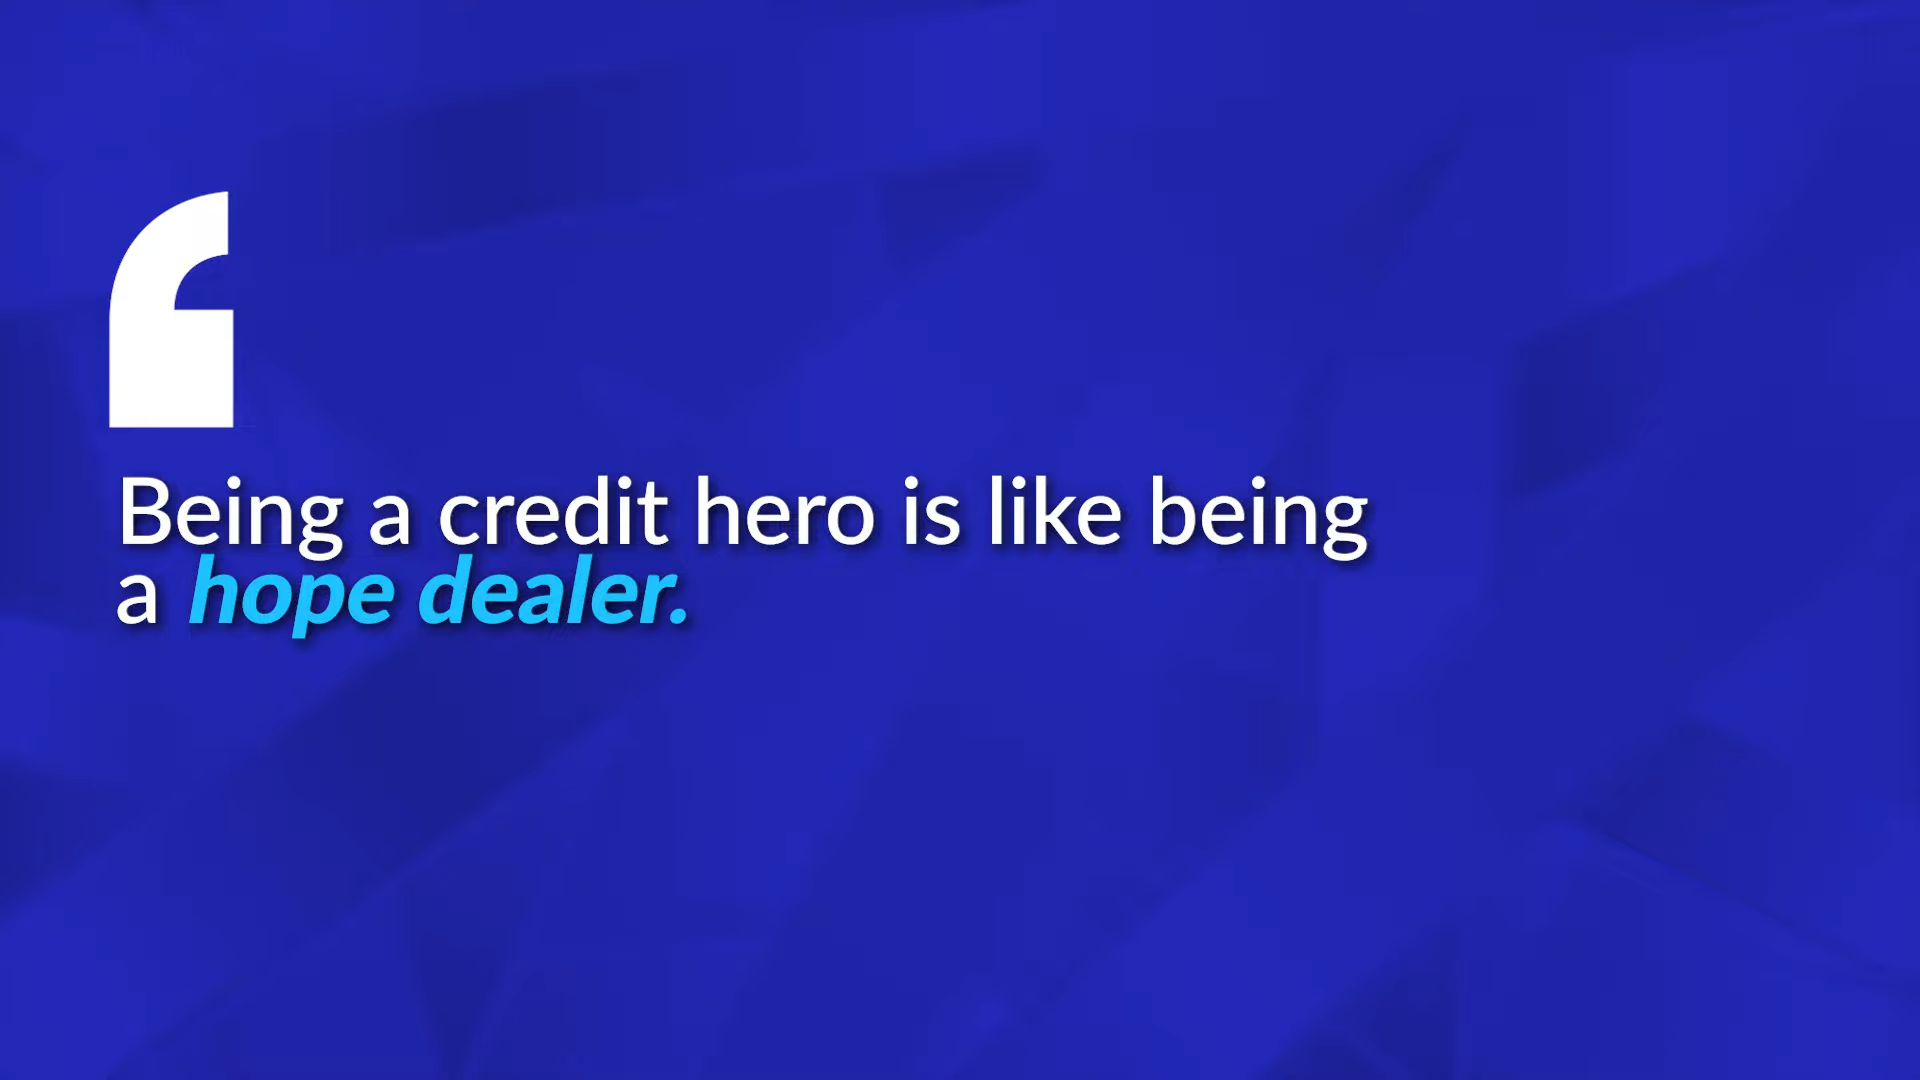 ‘
Being a credit hero is like being
a hope dealer.